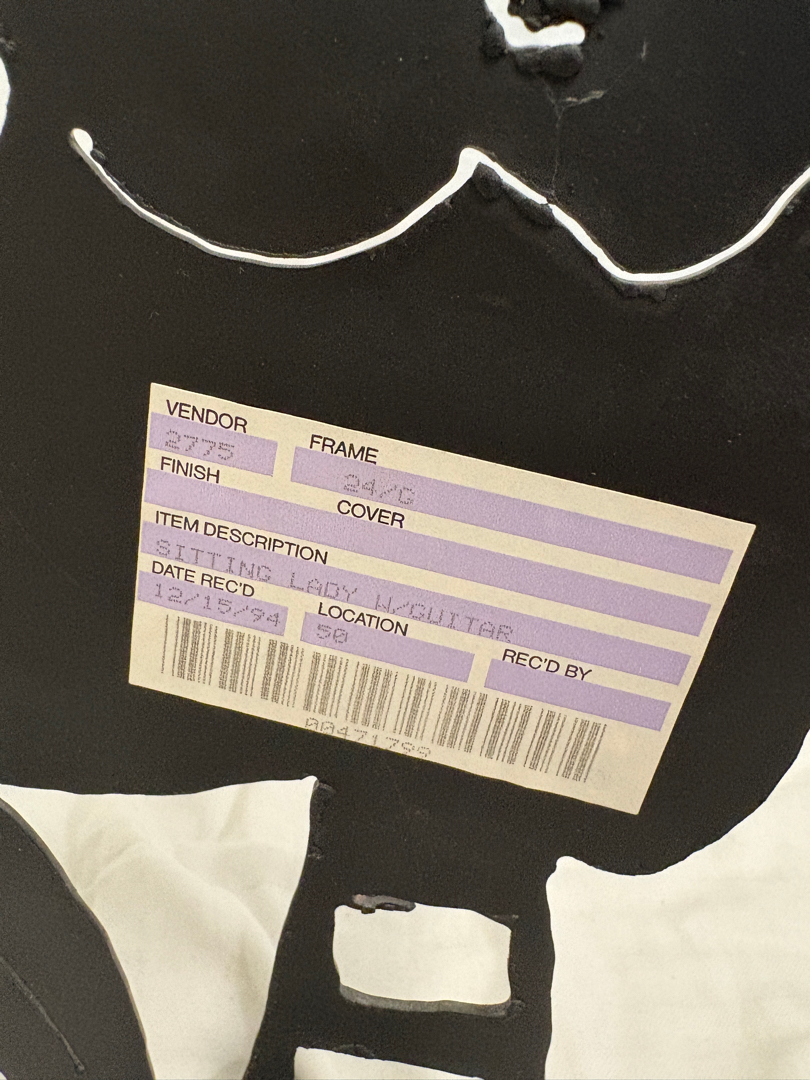 VENDOR
2775
FRAME
24/G
FINISH
COVER
ITEM DESCRIPTION
SITTING LADY W/GUITAR
DATE REC'D
12/15/94
LOCATION
50
REC'D BY
AA471799